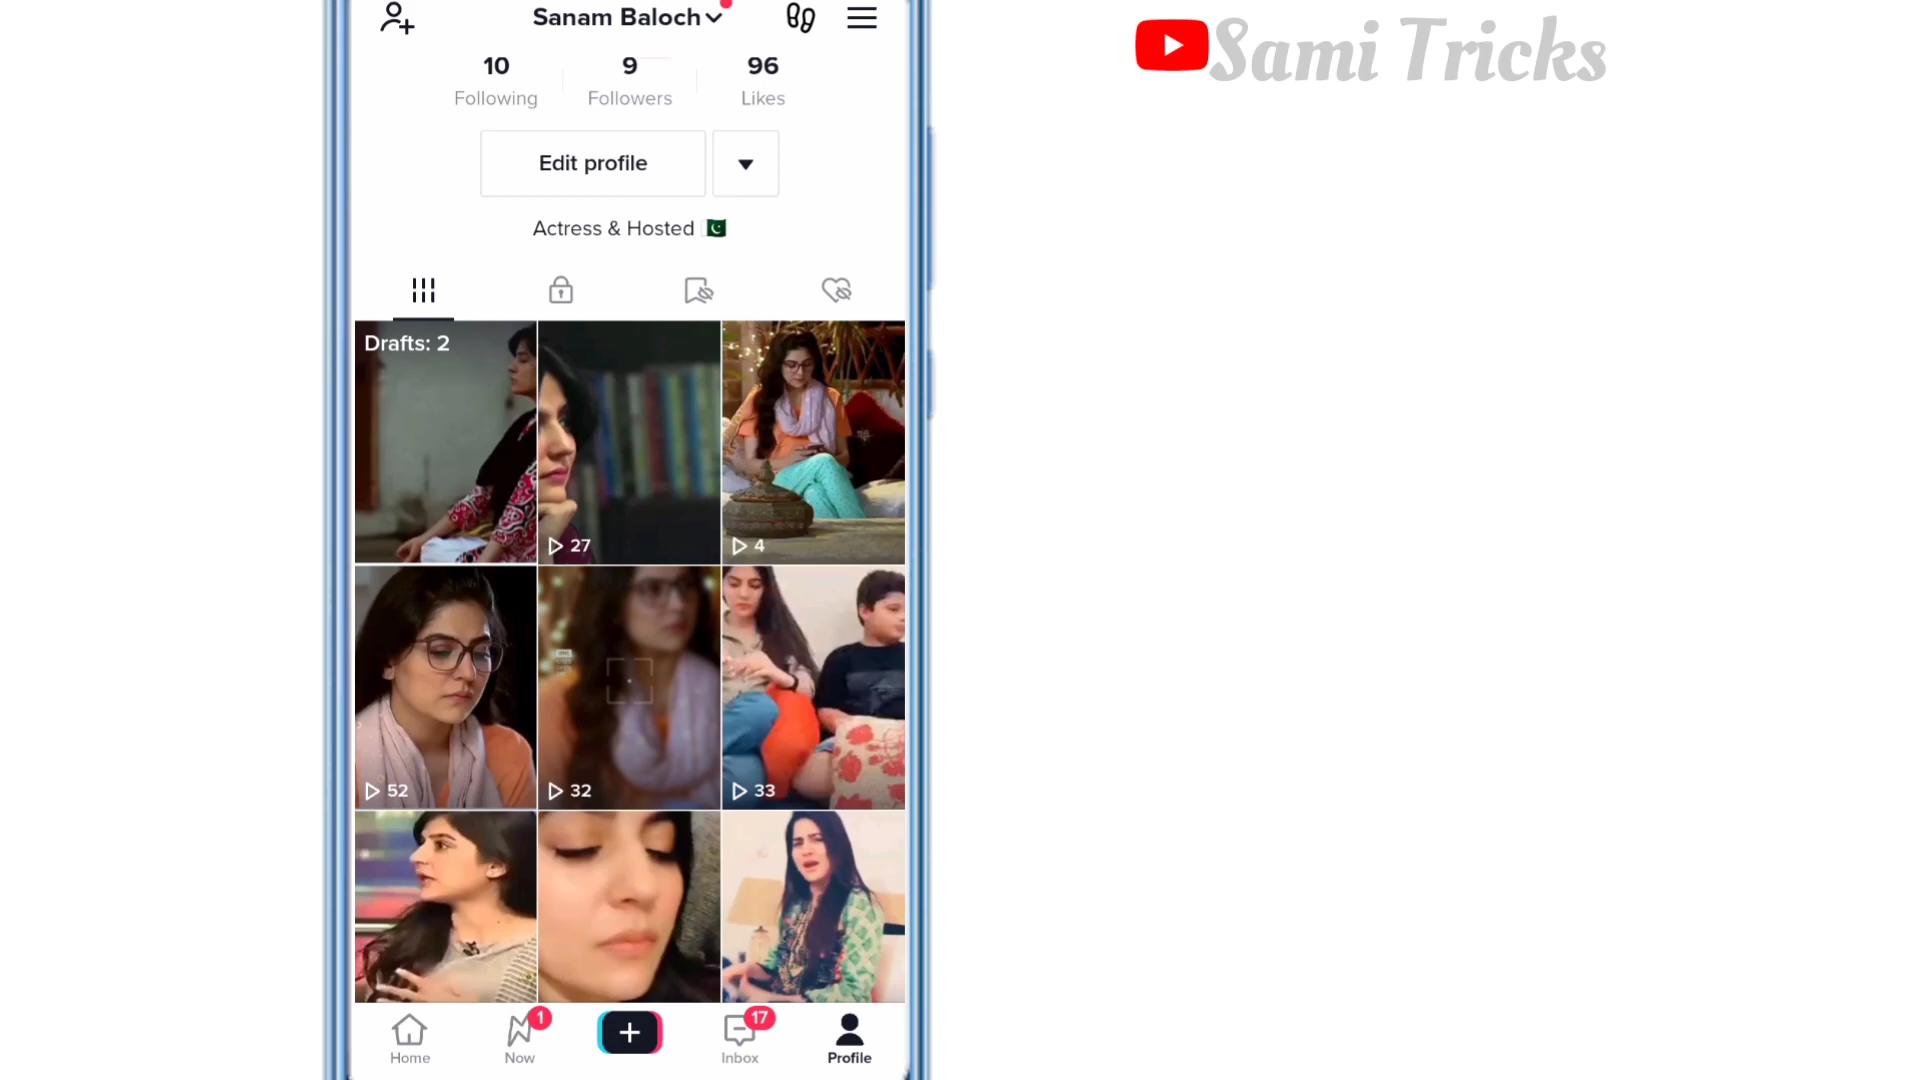 Sanam Baloch
Sami Tricks
10 9 96
Following Followers Likes
Edit profile
Actress & Hosted
Drafts: 2
27
4
52
32
33
1
17
Home Now Inbox Profile